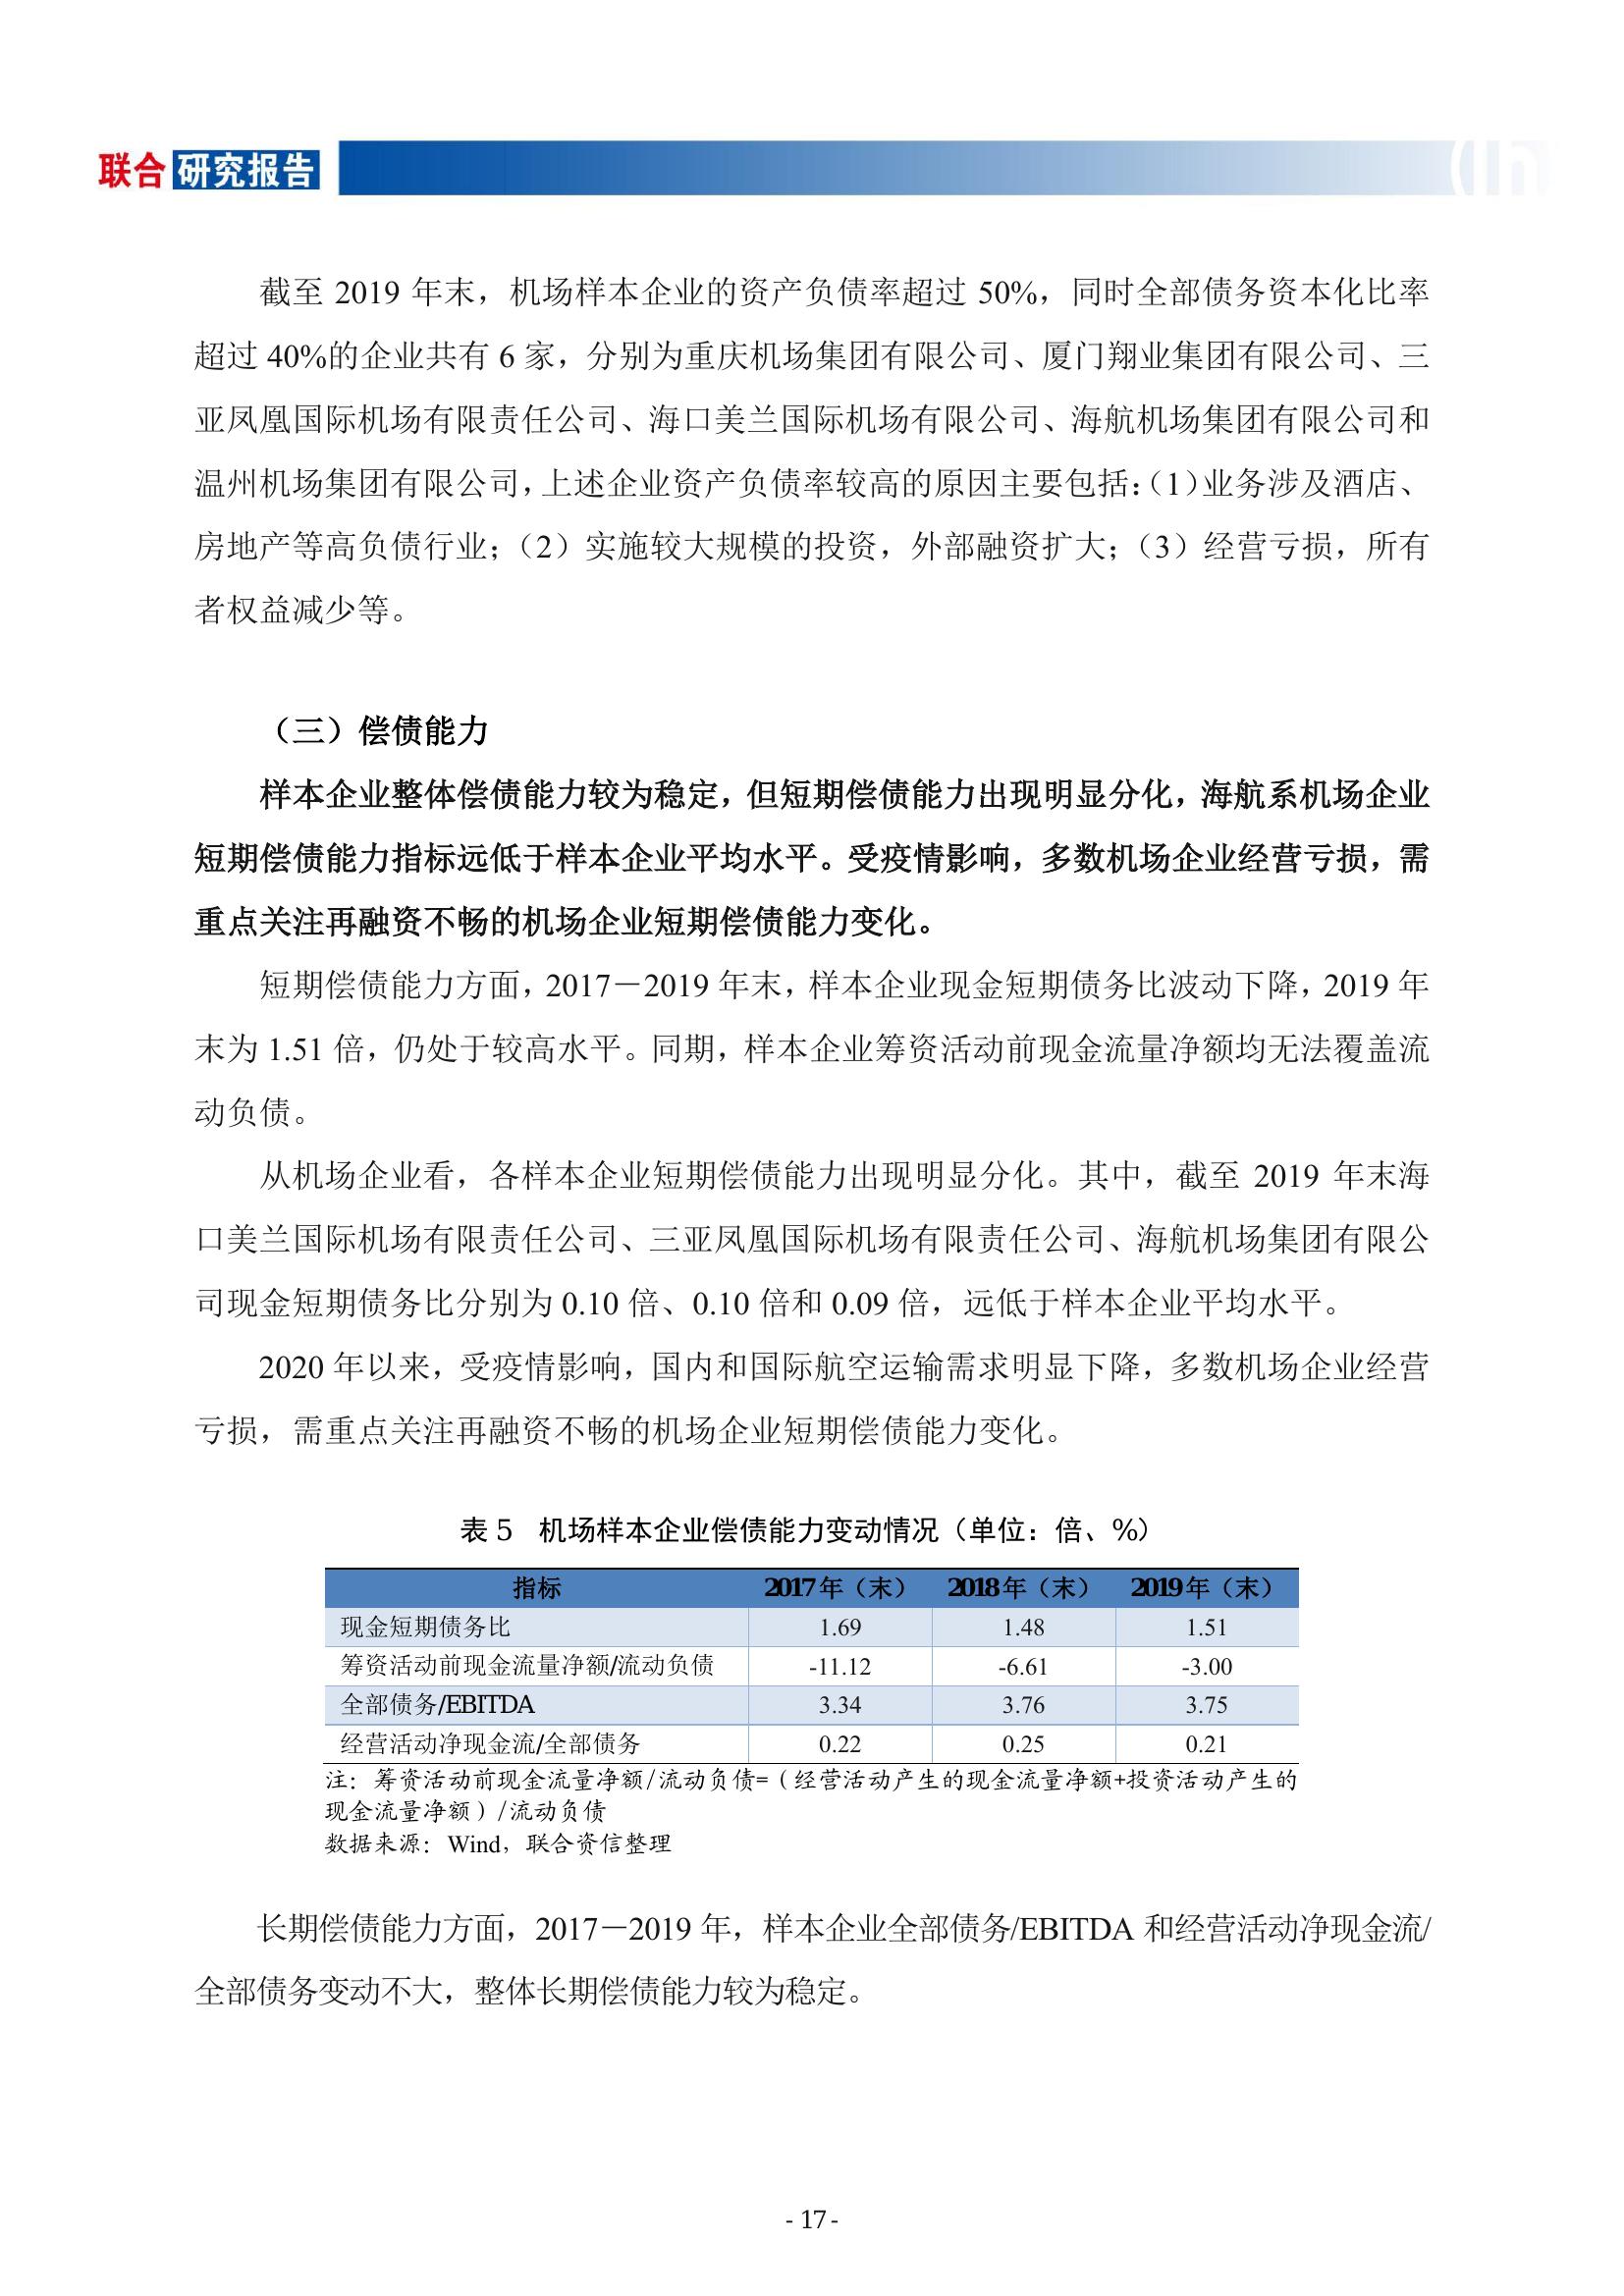 联合 研究报告
截至 2019 年末，机场样本企业的资产负债率超过 50%，同时全部债务资本化比率
超过 40%的企业共有 6 家，分别为重庆机场集团有限公司、厦门翔业集团有限公司、三
亚凤凰国际机场有限责任公司、海口美兰国际机场有限公司、海航机场集团有限公司和
温州机场集团有限公司，上述企业资产负债率较高的原因主要包括：（1）业务涉及酒店、
房地产等高负债行业；（2）实施较大规模的投资，外部融资扩大；（3）经营亏损，所有
者权益减少等。
（三）偿债能力
样本企业整体偿债能力较为稳定，但短期偿债能力出现明显分化，海航系机场企业
短期偿债能力指标远低于样本企业平均水平。受疫情影响，多数机场企业经营亏损，需
重点关注再融资不畅的机场企业短期偿债能力变化。
短期偿债能力方面，2017－2019 年末，样本企业现金短期债务比波动下降，2019 年
末为 1.51 倍，仍处于较高水平。同期，样本企业筹资活动前现金流量净额均无法覆盖流
动负债。
从机场企业看，各样本企业短期偿债能力出现明显分化。其中，截至 2019 年末海
口美兰国际机场有限责任公司、三亚凤凰国际机场有限责任公司、海航机场集团有限公
司现金短期债务比分别为 0.10 倍、0.10 倍和 0.09 倍，远低于样本企业平均水平。
2020 年以来，受疫情影响，国内和国际航空运输需求明显下降，多数机场企业经营
亏损，需重点关注再融资不畅的机场企业短期偿债能力变化。
表 5 机场样本企业偿债能力变动情况（单位：倍、%）
指标 2017年（末） 2018年（末） 2019年（末）
现金短期债务比 1.69 1.48 1.51
筹资活动前现金流量净额/流动负债 -11.12 -6.61 -3.00
全部债务/EBITDA 3.34 3.76 3.75
经营活动净现金流/全部债务 0.22 0.25 0.21
注：筹资活动前现金流量净额/流动负债=（经营活动产生的现金流量净额+投资活动产生的
现金流量净额）/流动负债
数据来源：Wind，联合资信整理
长期偿债能力方面，2017－2019 年，样本企业全部债务/EBITDA 和经营活动净现金流/
全部债务变动不大，整体长期偿债能力较为稳定。
- 17 -